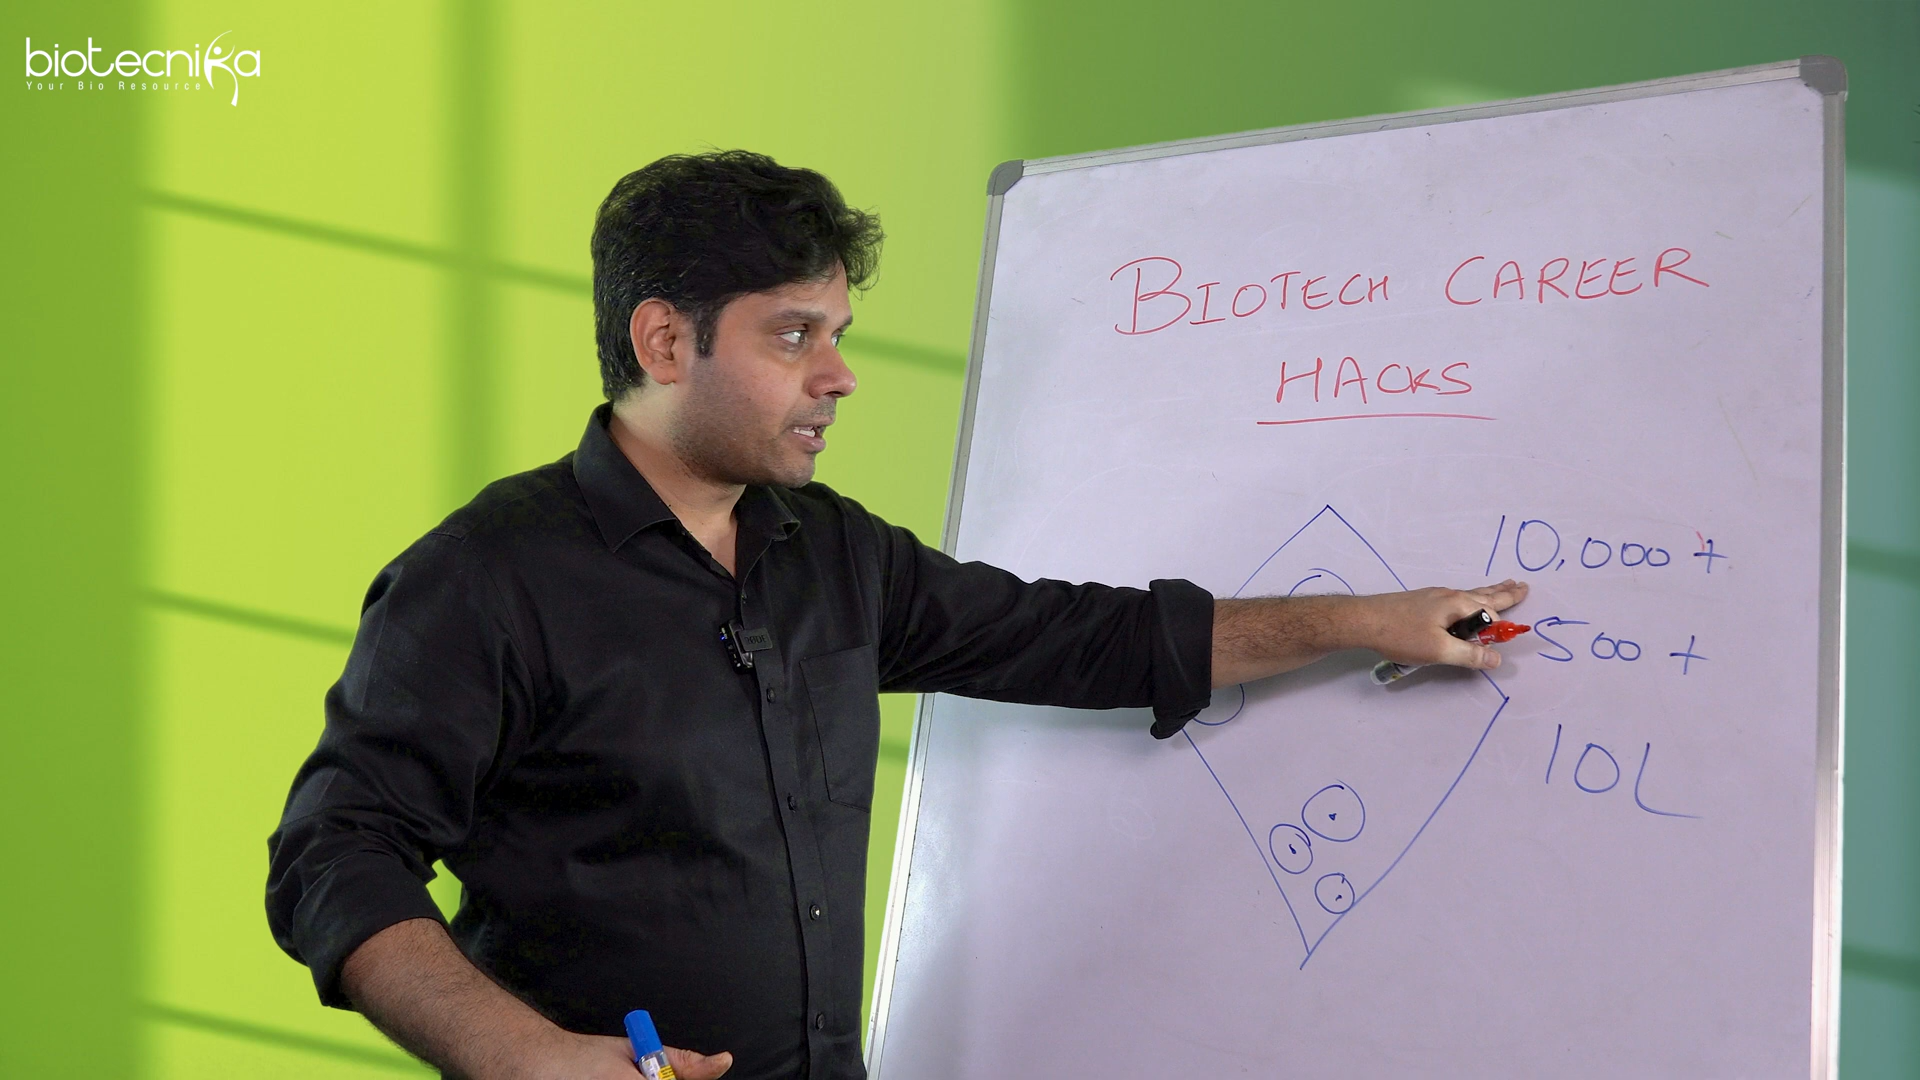 biotecnika
Your Bio Resource
BIOTECH CAREER
HACKS
10,000+
500+
10L